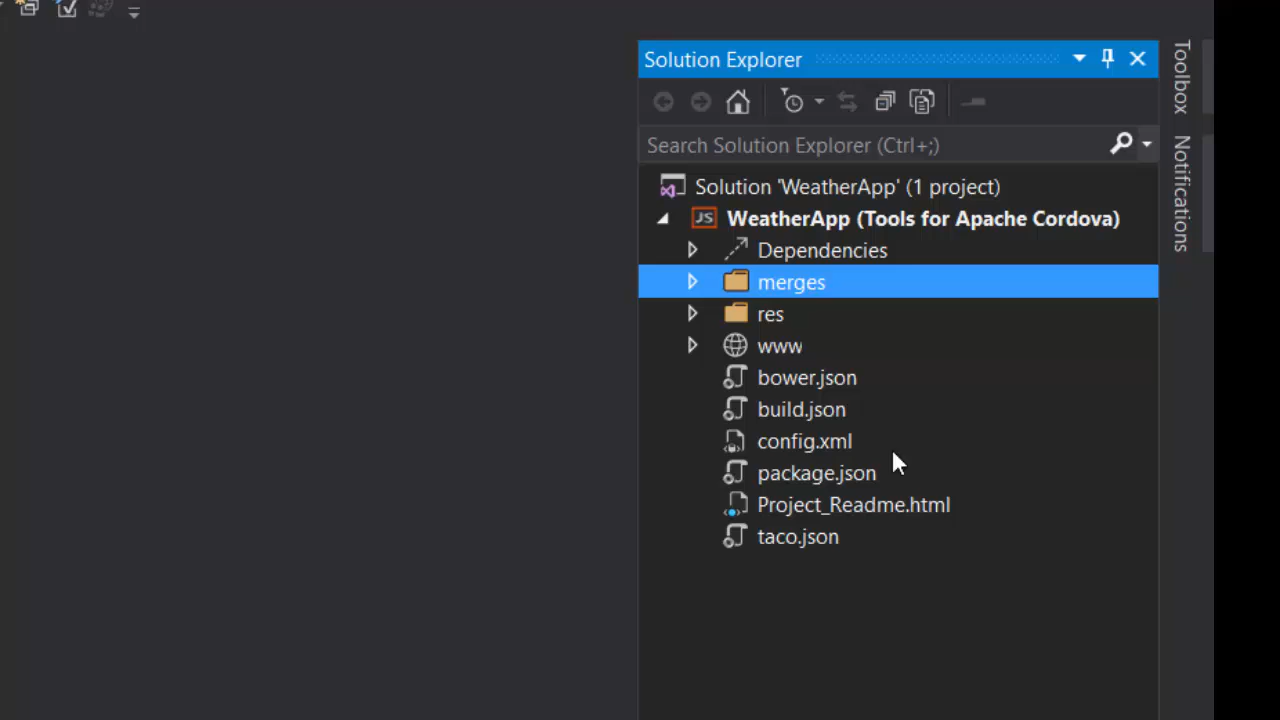 Solution Explorer
Search Solution Explorer (Ctrl+;)
Solution 'WeatherApp' (1 project)
JS WeatherApp (Tools for Apache Cordova)
Dependencies
merges
res
www
bower.json
build.json
config.xml
package.json
Project_Readme.html
taco.json
Toolbox
Notifications